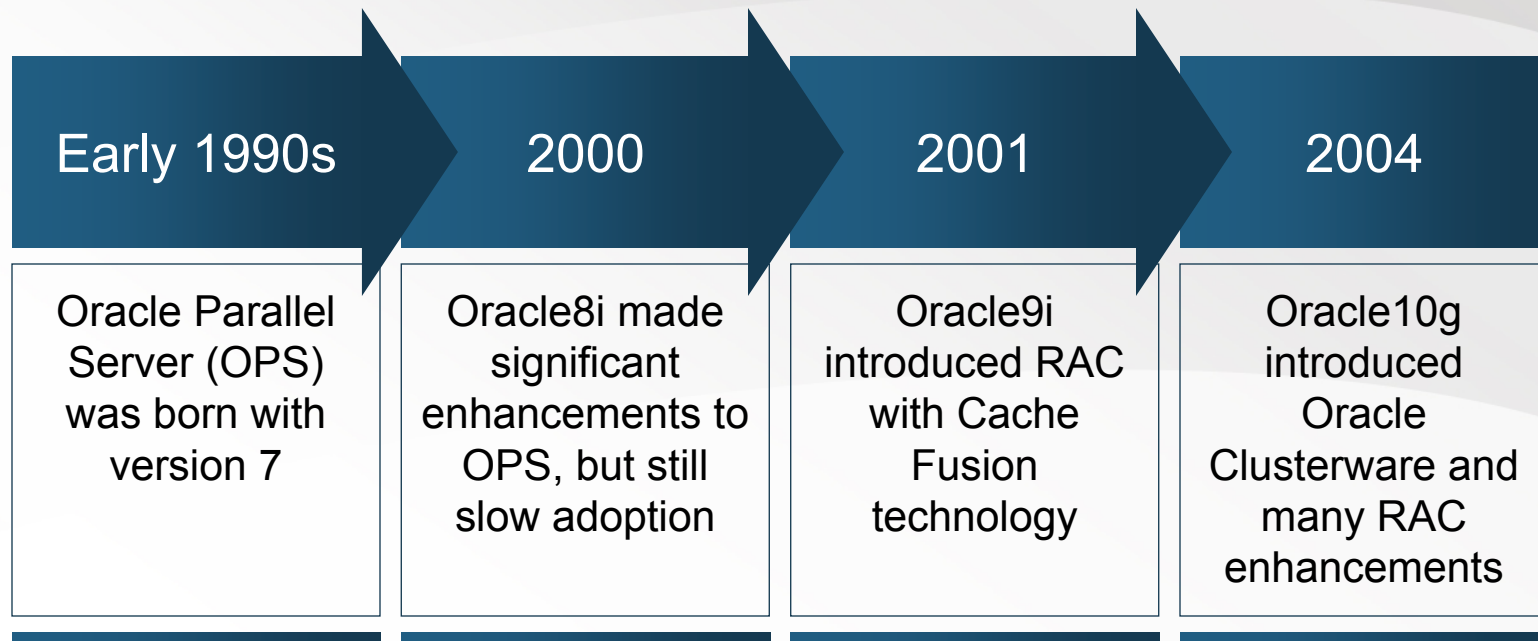 Early 1990s
2000
2001
2004
Oracle Parallel
Server (OPS)
was born with
version 7
Oracle8i made
significant
enhancements to
OPS, but still
slow adoption
Oracle9i
introduced RAC
with Cache
Fusion
technology
Oracle10g
introduced
Oracle
Clusterware and
many RAC
enhancements